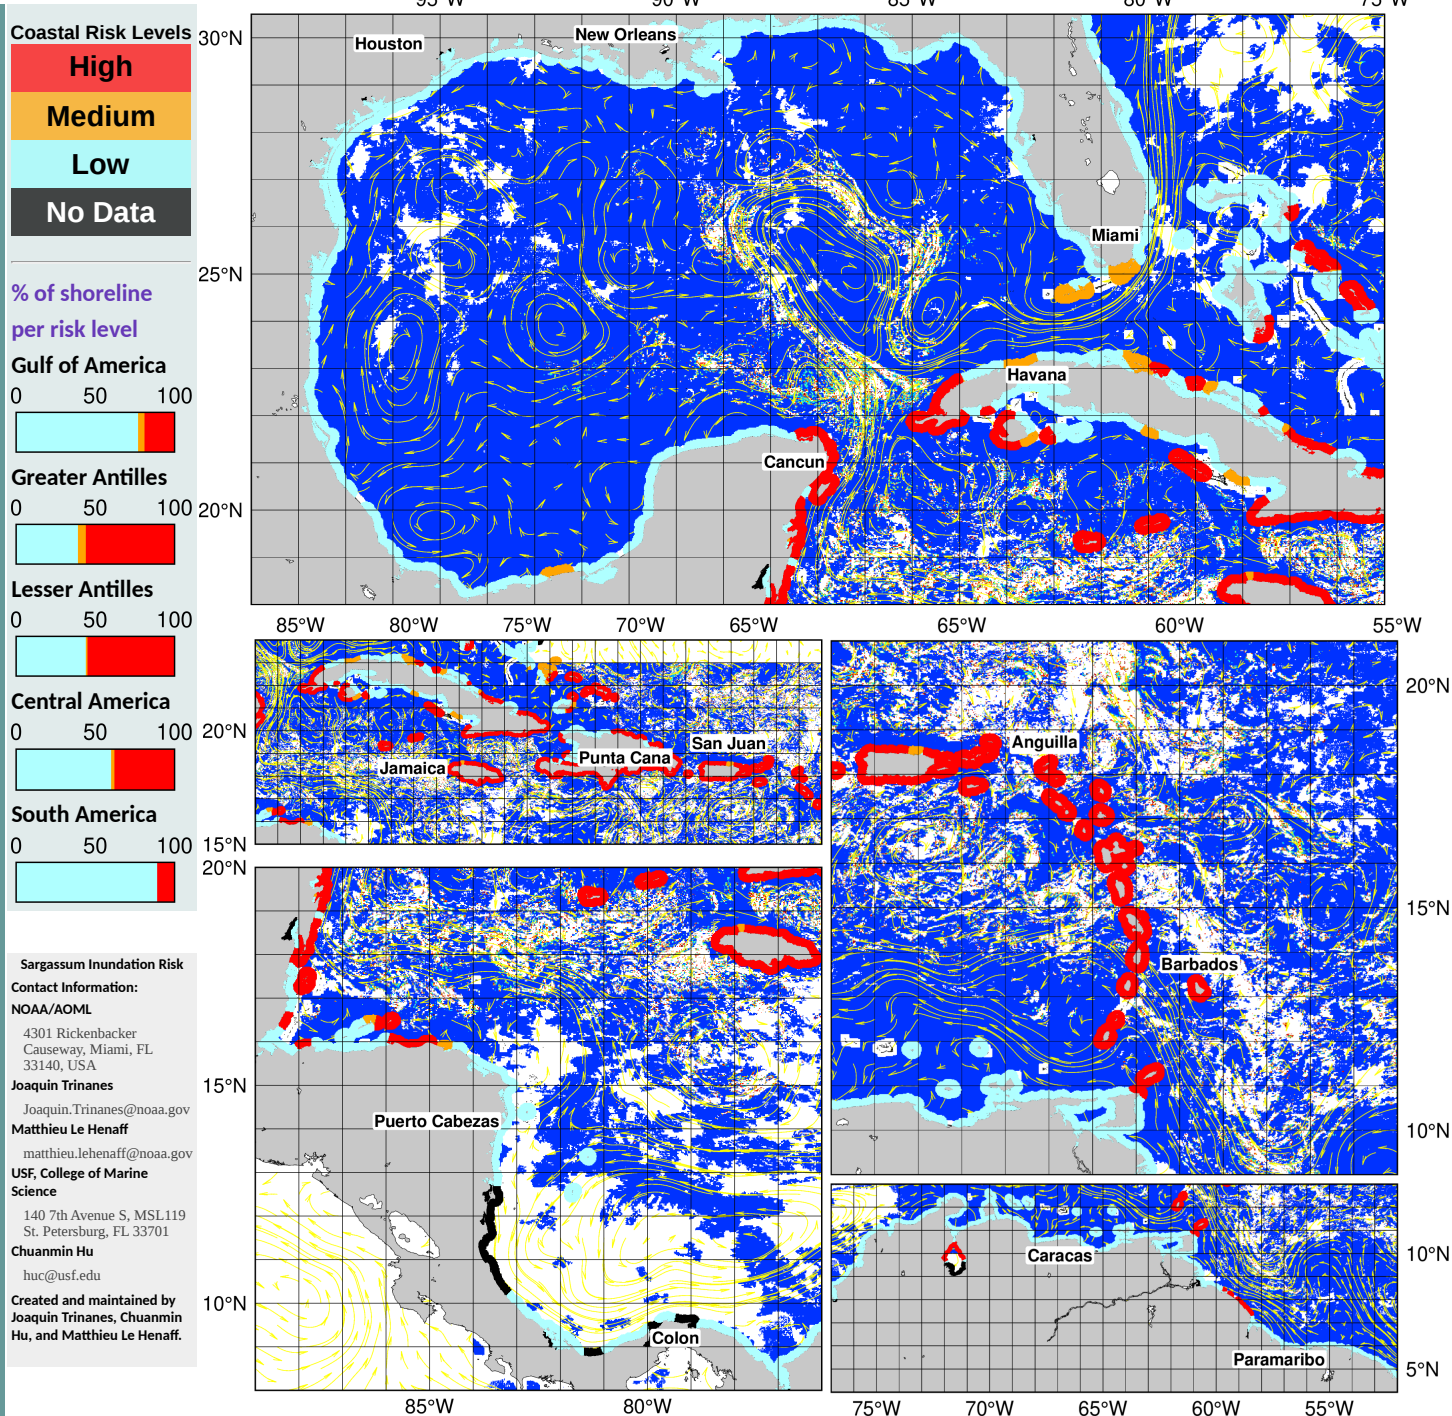 Coastal Risk Levels
High
Medium
Low
No Data
% of shoreline
per risk level
Gulf of America
0 50 100
Greater Antilles
0 50 100
Lesser Antilles
0 50 100
Central America
0 50 100
South America
0 50 100
Sargassum Inundation Risk
Contact Information:
NOAA/AOML
4301 Rickenbacker
Causeway, Miami, FL
33140, USA
Joaquin Trinanes
Joaquin.Trinanes@noaa.gov
Matthieu Le Henaff
matthieu.lehenaff@noaa.gov
USF, College of Marine
Science
140 7th Avenue S, MSL119
St. Petersburg, FL 33701
Chuanmin Hu
huc@usf.edu
Created and maintained by
Joaquin Trinanes, Chuanmin
Hu, and Matthieu Le Henaff.
95°W 90°W 85°W 80°W 75°W
30°N
25°N
20°N
Houston
New Orleans
Miami
Havana
Cancun
85°W 80°W 75°W 70°W 65°W
20°N
15°N
San Juan
Punta Cana
Jamaica
20°N
15°N
10°N
Puerto Cabezas
Colon
85°W 80°W
65°W 60°W 55°W
20°N
15°N
10°N
Anguilla
Barbados
10°N
5°N
Caracas
Paramaribo
75°W 70°W 65°W 60°W 55°W